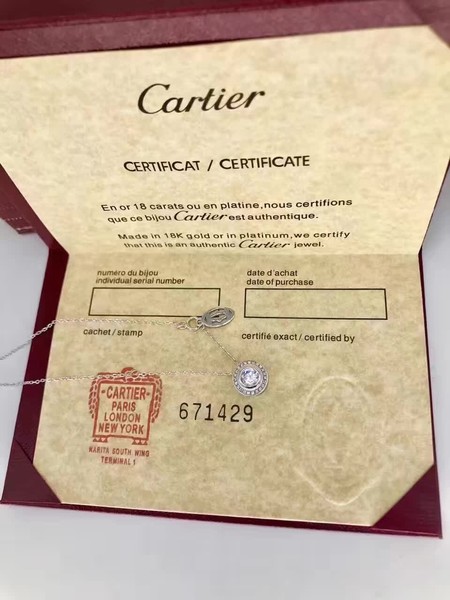 Cartier
CERTIFICAT / CERTIFICATE
En or 18 carats ou en platine, nous certifions
que ce bijou Cartier est authentique.
Made in 18K gold or in platinum, we certify
that this is an authentic Cartier jewel.
numéro du bijou
individual serial number
date d'achat
date of purchase
cachet / stamp
certifié exact / certified by
-CARTIER-
PARIS
LONDON
NEW YORK
NARITA SOUTH WING
TERMINAL 1
671429